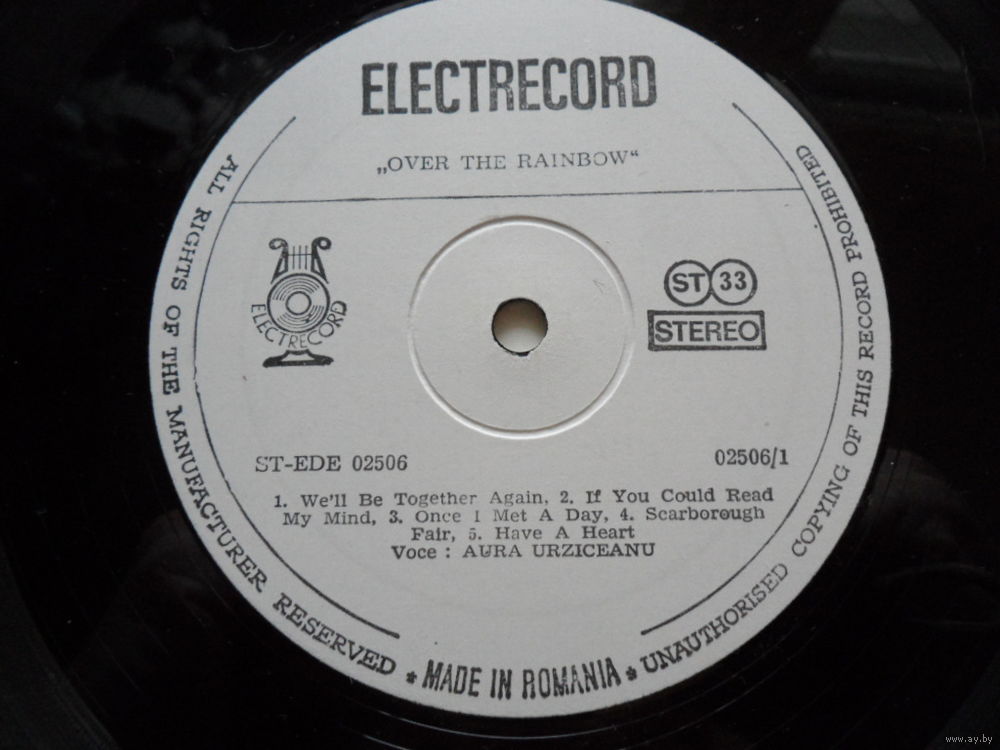 ELECTRECORD
„OVER THE RAINBOW“
ELECTRECORD
ST 33
STEREO
ST-EDE 02506
02506/1
1. We'll Be Together Again, 2. If You Could Read
My Mind, 3. Once I Met A Day, 4. Scarborough
Fair, 5. Have A Heart
Voce : AURA URZICEANU
ALL RIGHTS OF THE MANUFACTURER RESERVED * MADE IN ROMANIA * UNAUTHORISED COPYING OF THIS RECORD PROHIBITED
www.ay.by